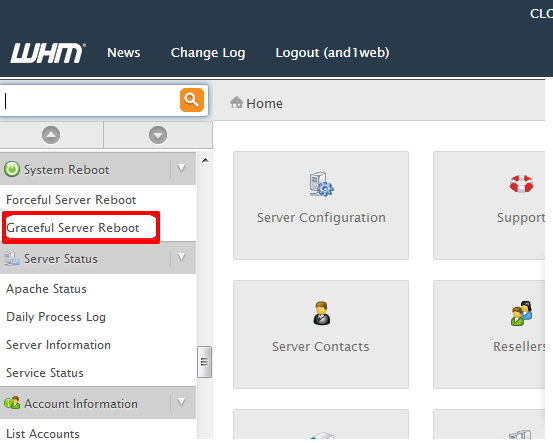 CLO
WHM News Change Log Logout (and1web)
Home
System Reboot
Forceful Server Reboot
Graceful Server Reboot
Server Status
Apache Status
Daily Process Log
Server Information
Service Status
Account Information
List Accounts
Server Configuration
Support
Server Contacts
Resellers